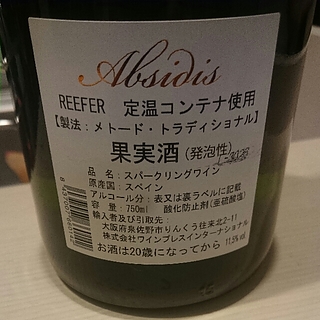 Absidis
REEFER 定温コンテナ使用
【製法：メトード・トラディショナル】
果実酒(発泡性)
品名：スパークリングワイン
原産国：スペイン
アルコール分：表又は裏ラベルに記載
容量：750ml 酸化防止剤(亜硫酸塩)
輸入者及び引取先：
大阪府泉佐野市りんくう往来北2-11
株式会社ワインプレスインターナショナル
11.5% vol.
お酒は20歳になってから